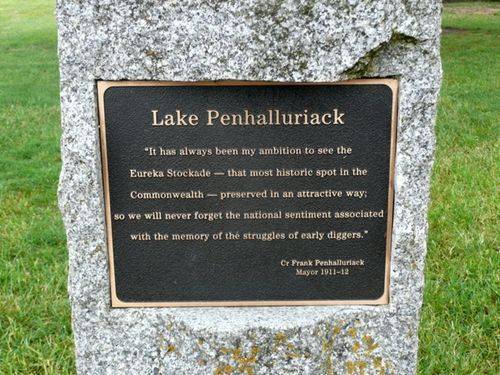 Lake Penhalluriack
"It has always been my ambition to see the
Eureka Stockade — that most historic spot in the
Commonwealth — preserved in an attractive way;
so we will never forget the national sentiment associated
with the memory of the struggles of early diggers."
Cr Frank Penhalluriack
Mayor 1911–12